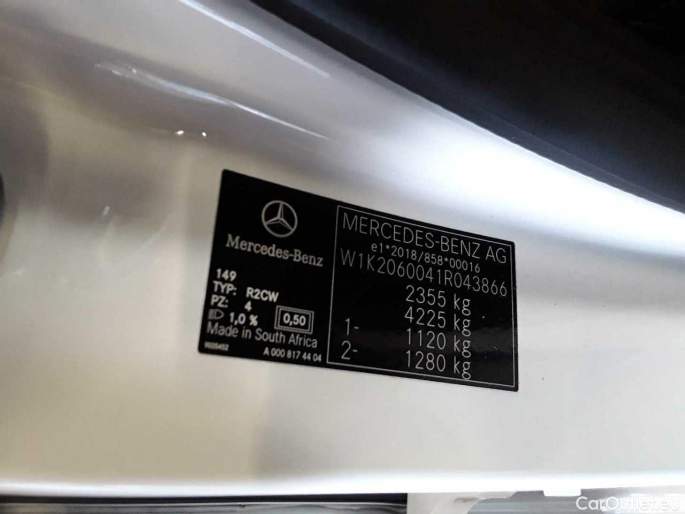 Mercedes-Benz
149
TYP: R2CW
PZ: 4
1,0 % 0,50
Made in South Africa
A 000 817 44 04
MERCEDES-BENZ AG
e1*2018/858*00016
W1K2060041R043866
2355 kg
4225 kg
1- 1120 kg
2- 1280 kg